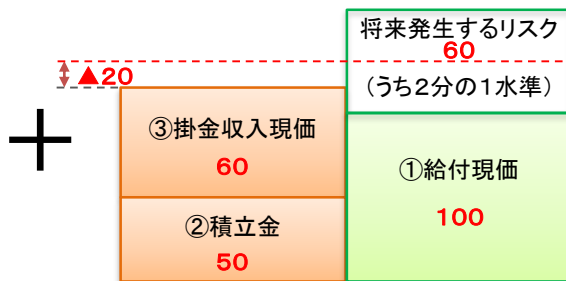 将来発生するリスク
60
▲20
(うち2分の1水準)
+
③掛金収入現価
60
①給付現価
100
②積立金
50